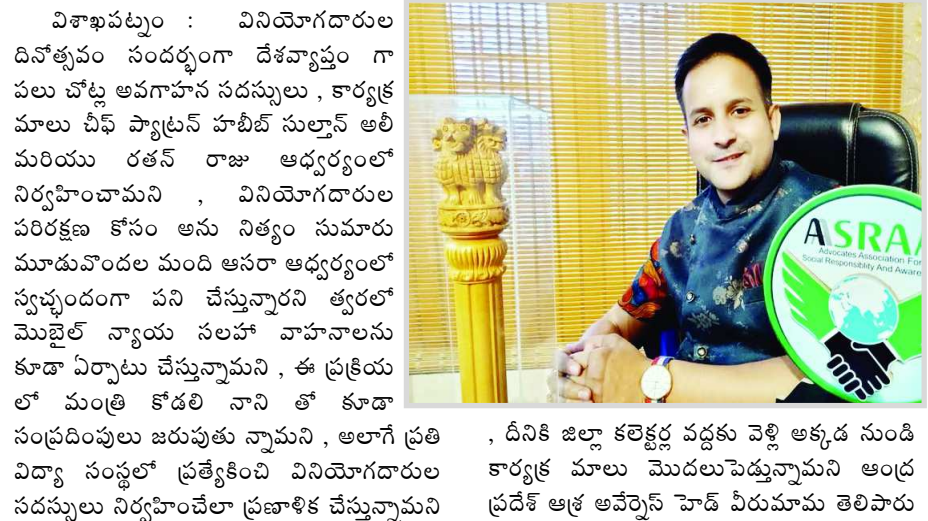 విశాఖపట్నం : వినియోగదారుల
దినోత్సవం సందర్భంగా దేశవ్యాప్తం గా
పలు చోట్ల అవగాహన సదస్సులు , కార్యక్ర
మాలు చీఫ్ ప్యాట్రన్ హబీబ్ సుల్తాన్ అలీ
మరియు రతన్ రాజు ఆధ్వర్యంలో
నిర్వహించామని , వినియోగదారుల
పరిరక్షణ కోసం అను నిత్యం సుమారు
మూడువొందల మంది ఆసరా ఆధ్వర్యంలో
స్వచ్ఛందంగా పని చేస్తున్నారని త్వరలో
మొబైల్ న్యాయ సలహా వాహనాలను
కూడా ఏర్పాటు చేస్తున్నామని , ఈ ప్రక్రియ
లో మంత్రి కోడలి నాని తో కూడా
సంప్రదింపులు జరుపుతు న్నామని , అలాగే ప్రతి
విద్యా సంస్థలో ప్రత్యేకించి వినియోగదారుల
సదస్సులు నిర్వహించేలా ప్రణాళిక చేస్తున్నామని
, దీనికి జిల్లా కలెక్టర్ల వద్దకు వెళ్లి అక్కడ నుండి
కార్యక్ర మాలు మొదలుపెడ్తున్నామని ఆంధ్ర
ప్రదేశ్ ఆశ్ర అవేర్నెస్ హెడ్ వీరుమామ తెలిపారు
ASRAA
Advocates Association For
Social Responsiblity And Aware